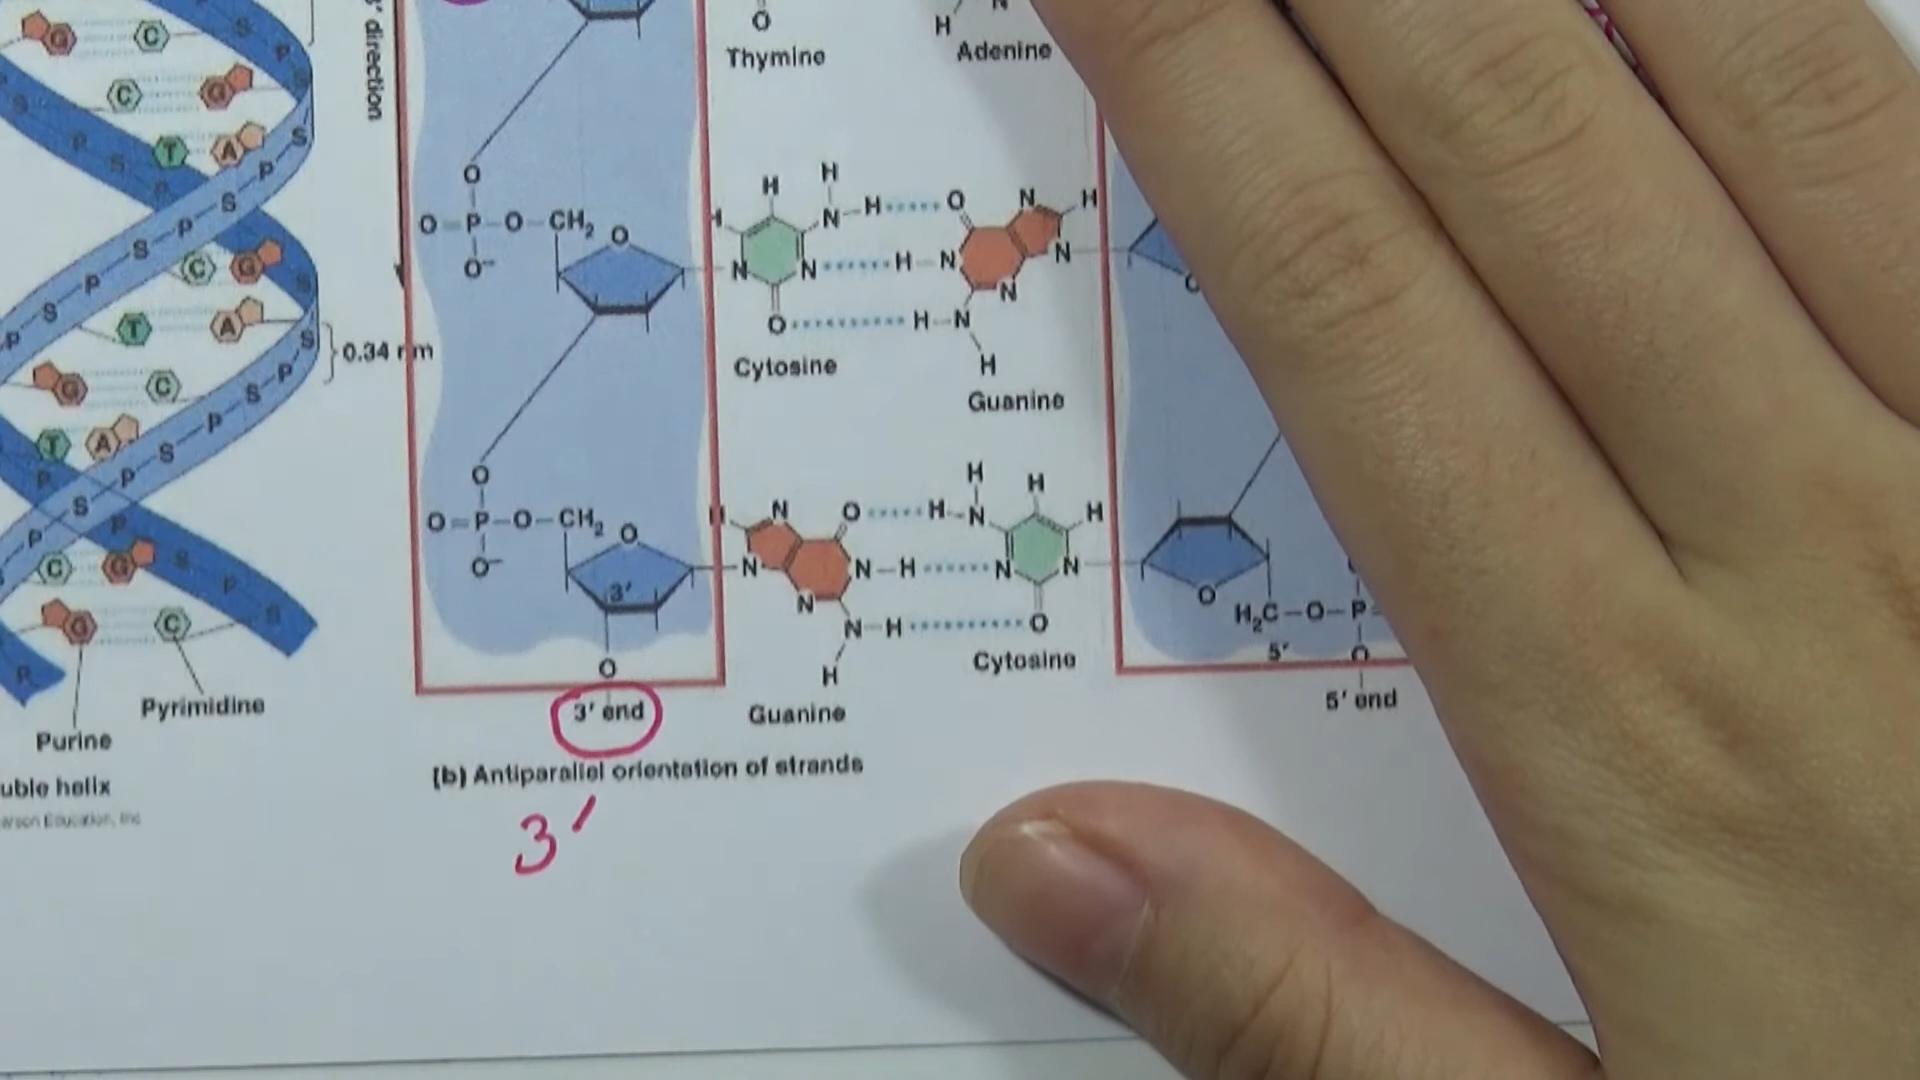 G C
C G
T A
C G
T A
G C
T A
C G
G C
S P S P S P S P S
0.34 nm
Purine
Pyrimidine
uble helix
3' direction
O
Thymine
H N
Adenine
O
O=P-O-CH₂ O
O⁻
H H
H N-H O N H
N N H-N N
O H-N N
H
Cytosine
Guanine
O
O=P-O-CH₂ O
O⁻
3'
O
H N O H-N H H H
N N-H N N
N N-H O
H
Guanine
Cytosine
O
H₂C-O-P
5' O
3' end
5' end
(b) Antiparallel orientation of strands
3'